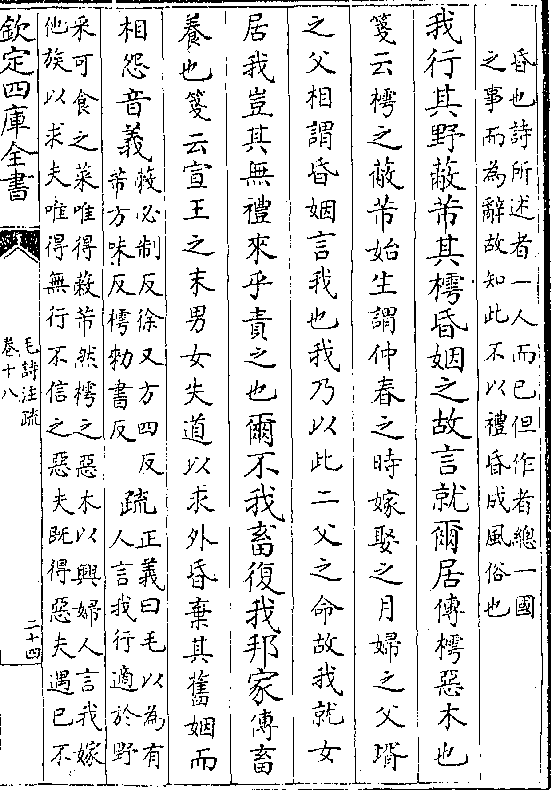 昏也詩所述者一人而已但作者總一國
之事而為辭故知此不以禮昏成風俗也
我行其野蔽芾其樗昏姻之故言就爾居傳樗惡木也
箋云樗之蔽芾始生謂仲春之時嫁娶之月婦之父壻
之父相謂昏姻言我也我乃以此二父之命故我就女
居我豈其無禮來乎責之也爾不我畜復我邦家傳畜
養也箋云宣王之末男女失道以求外昏棄其舊姻而
相怨音義蔽必制反徐又方四反
芾方味反樗勑書反
疏正義曰毛以為有
人言我行適於野
采可食之菜唯得蔽芾然樗之惡木以興婦人言我嫁
他族以求夫唯得無行不信之惡夫既得惡夫遇已不
欽定四庫全書
毛詩注疏
卷十八
二十四